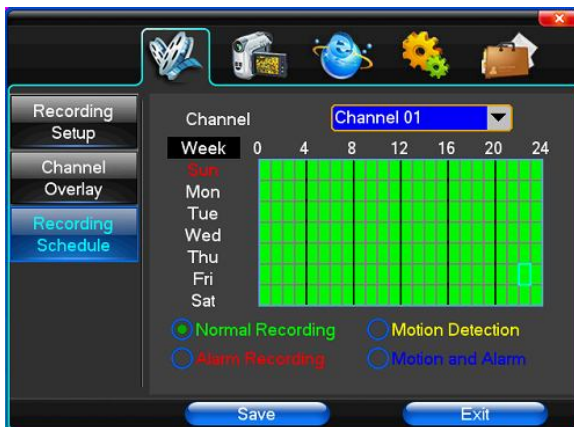 Recording
Setup
Channel
Overlay
Recording
Schedule
Channel Channel 01
Week 0 4 8 12 16 20 24
Sun
Mon
Tue
Wed
Thu
Fri
Sat
Normal Recording Motion Detection
Alarm Recording Motion and Alarm
Save Exit